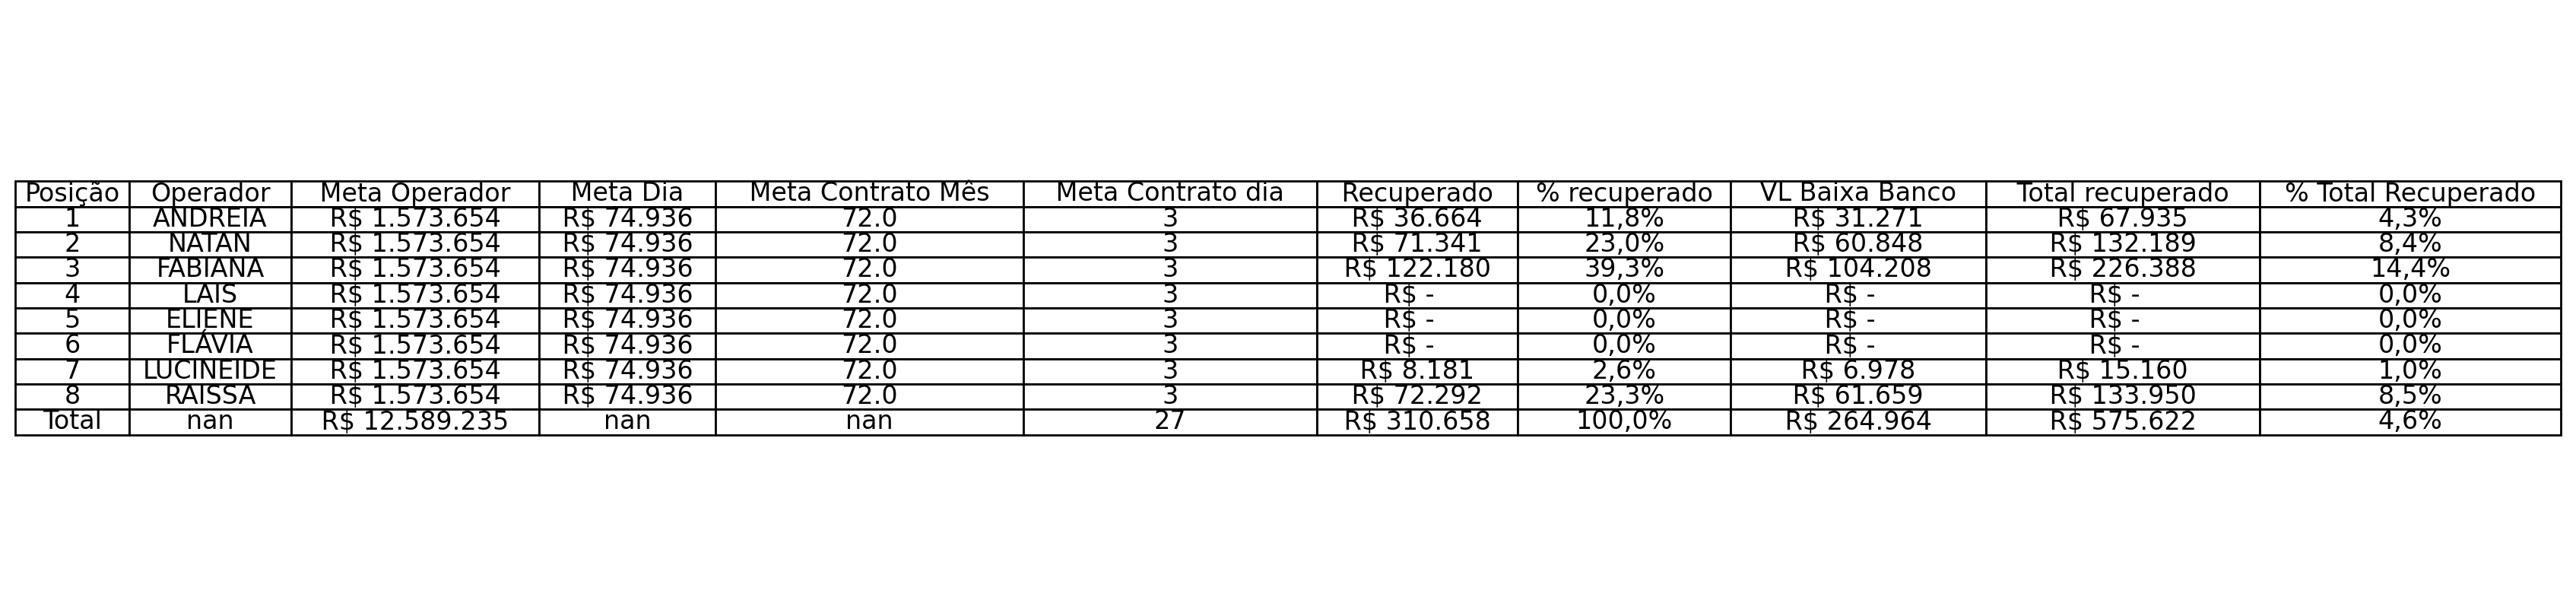 Posição Operador Meta Operador Meta Dia Meta Contrato Mês Meta Contrato dia Recuperado % recuperado VL Baixa Banco Total recuperado % Total Recuperado
1 ANDREIA R$ 1.573.654 R$ 74.936 72.0 3 R$ 36.664 11,8% R$ 31.271 R$ 67.935 4,3%
2 NATAN R$ 1.573.654 R$ 74.936 72.0 3 R$ 71.341 23,0% R$ 60.848 R$ 132.189 8,4%
3 FABIANA R$ 1.573.654 R$ 74.936 72.0 3 R$ 122.180 39,3% R$ 104.208 R$ 226.388 14,4%
4 LAIS R$ 1.573.654 R$ 74.936 72.0 3 R$ - 0,0% R$ - R$ - 0,0%
5 ELIENE R$ 1.573.654 R$ 74.936 72.0 3 R$ - 0,0% R$ - R$ - 0,0%
6 FLÁVIA R$ 1.573.654 R$ 74.936 72.0 3 R$ - 0,0% R$ - R$ - 0,0%
7 LUCINEIDE R$ 1.573.654 R$ 74.936 72.0 3 R$ 8.181 2,6% R$ 6.978 R$ 15.160 1,0%
8 RAISSA R$ 1.573.654 R$ 74.936 72.0 3 R$ 72.292 23,3% R$ 61.659 R$ 133.950 8,5%
Total nan R$ 12.589.235 nan nan 27 R$ 310.658 100,0% R$ 264.964 R$ 575.622 4,6%